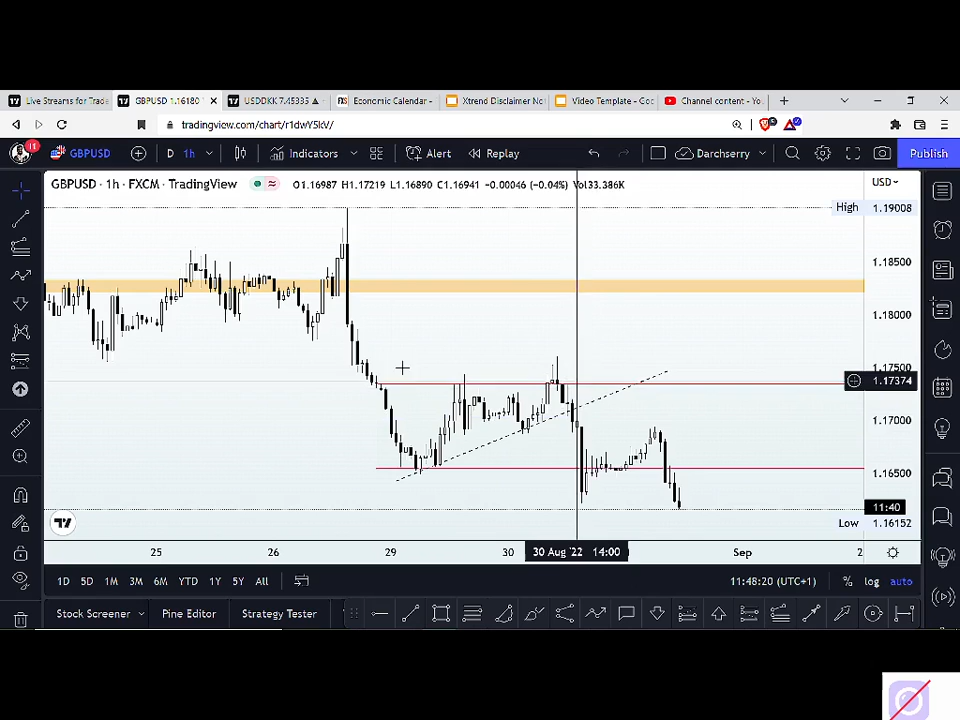 Live Streams for Trade
GBPUSD 1.16180
USDDKK 7.45335 ▲
Economic Calendar -
Xtrend Disclaimer No
Video Template - Goo
Channel content - Yo
tradingview.com/chart/r1dwY5kV/
11
GBPUSD
D 1h
Indicators
Alert
Replay
Darchserry
Publish
GBPUSD · 1h · FXCM · TradingView
O1.16987 H1.17219 L1.16890 C1.16941 -0.00046 (-0.04%) Vol33.386K
USD
High 1.19008
1.18500
1.18000
1.17500
1.17374
1.17000
1.16500
11:40
Low 1.16152
25 26 29 30 30 Aug '22 14:00 Sep 2
1D 5D 1M 3M 6M YTD 1Y 5Y All
11:48:20 (UTC+1) % log auto
Stock Screener Pine Editor Strategy Tester